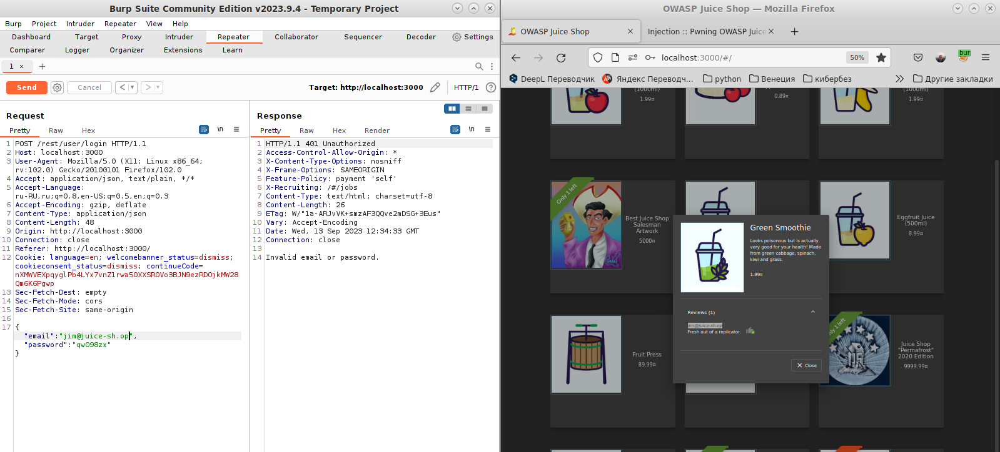 Burp Suite Community Edition v2023.9.4 - Temporary Project
Burp Project Intruder Repeater View Help
Dashboard Target Proxy Intruder Repeater Collaborator Sequencer Decoder Settings
Comparer Logger Organizer Extensions Learn
1 ×
Send Cancel < >
Target: http://localhost:3000 HTTP/1
Request
Pretty Raw Hex
\n
1 POST /rest/user/login HTTP/1.1
2 Host: localhost:3000
3 User-Agent: Mozilla/5.0 (X11; Linux x86_64;
rv:102.0) Gecko/20100101 Firefox/102.0
4 Accept: application/json, text/plain, */*
5 Accept-Language:
ru-RU,ru;q=0.8,en-US;q=0.5,en;q=0.3
6 Accept-Encoding: gzip, deflate
7 Content-Type: application/json
8 Content-Length: 48
9 Origin: http://localhost:3000
10 Connection: close
11 Referer: http://localhost:3000/
12 Cookie: language=en; welcomebanner_status=dismiss;
cookieconsent_status=dismiss; continueCode=
nXMWVEXpqyglPb4LYx7vnZ1rwa50XXSR0Vo3BJN9ezRDOjkMW28
Qm6K6Pgwp
13 Sec-Fetch-Dest: empty
14 Sec-Fetch-Mode: cors
15 Sec-Fetch-Site: same-origin
16
17 {
"email":"jim@juice-sh.op",
"password":"qw098zx"
}
Response
Pretty Raw Hex Render
\n
1 HTTP/1.1 401 Unauthorized
2 Access-Control-Allow-Origin: *
3 X-Content-Type-Options: nosniff
4 X-Frame-Options: SAMEORIGIN
5 Feature-Policy: payment 'self'
6 X-Recruiting: /#/jobs
7 Content-Type: text/html; charset=utf-8
8 Content-Length: 26
9 ETag: W/"1a-ARJvVK+smzAF3QQve2mDSG+3Eus"
10 Vary: Accept-Encoding
11 Date: Wed, 13 Sep 2023 12:34:33 GMT
12 Connection: close
13
14 Invalid email or password.
OWASP Juice Shop — Mozilla Firefox
OWASP Juice Shop
Injection :: Pwning OWASP Juice
localhost:3000/#/
50%
bur
DeepL Переводчик
Яндекс Переводч...
python
Венеция
кибербез
Другие закладки
(1000ml)
1.99¤
0.89¤
(1000ml)
1.99¤
Only 1 left
Best Juice Shop
Salesman
Artwork
5000¤
Eggfruit Juice
(500ml)
8.99¤
Green Smoothie
Looks poisonous but is actually
very good for your health! Made
from green cabbage, spinach,
kiwi and grass.
1.99¤
Reviews (1)
jim@juice-sh.op
Fresh out of a replicator.
Close
Fruit Press
89.99¤
1 left
Juice Shop
"Permafrost"
2020 Edition
9999.99¤